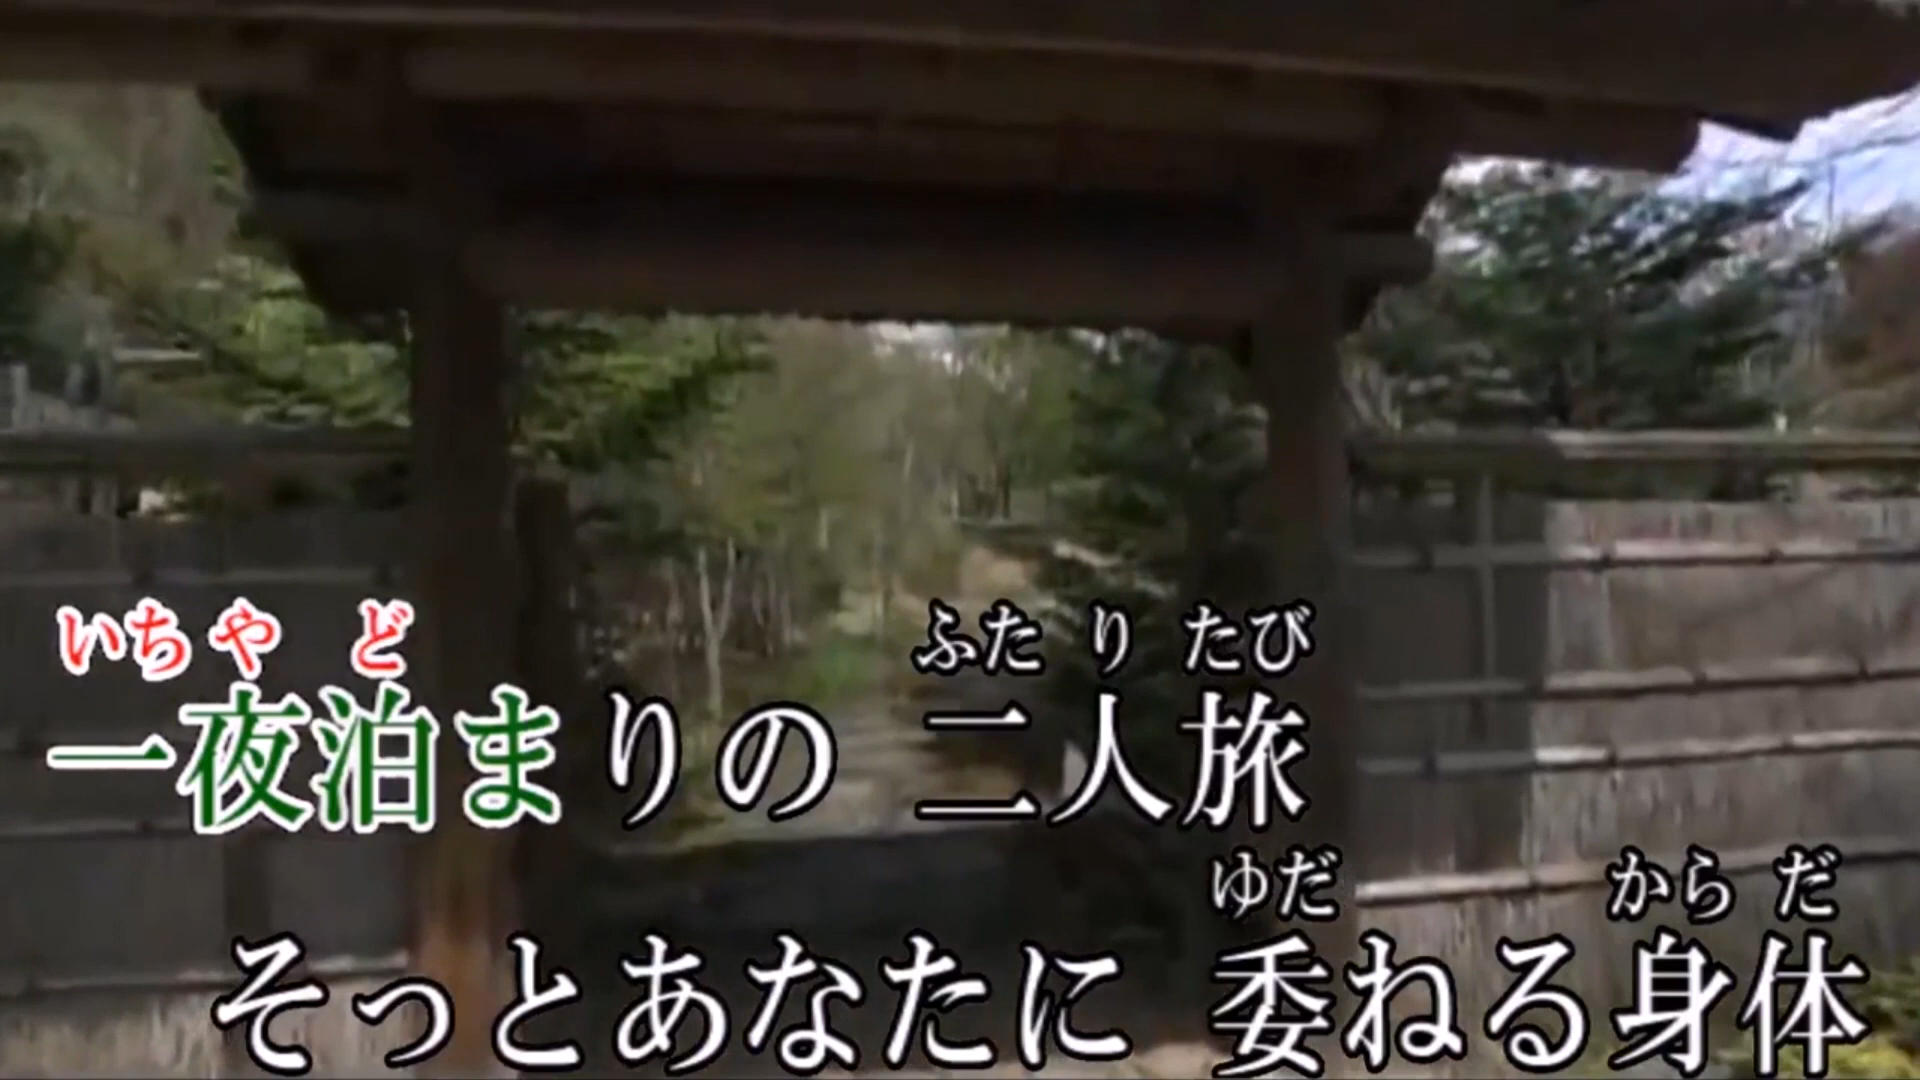 いちや ど ふた り たび
一夜泊まりの 二人旅
ゆだ からだ
そっとあなたに 委ねる身体